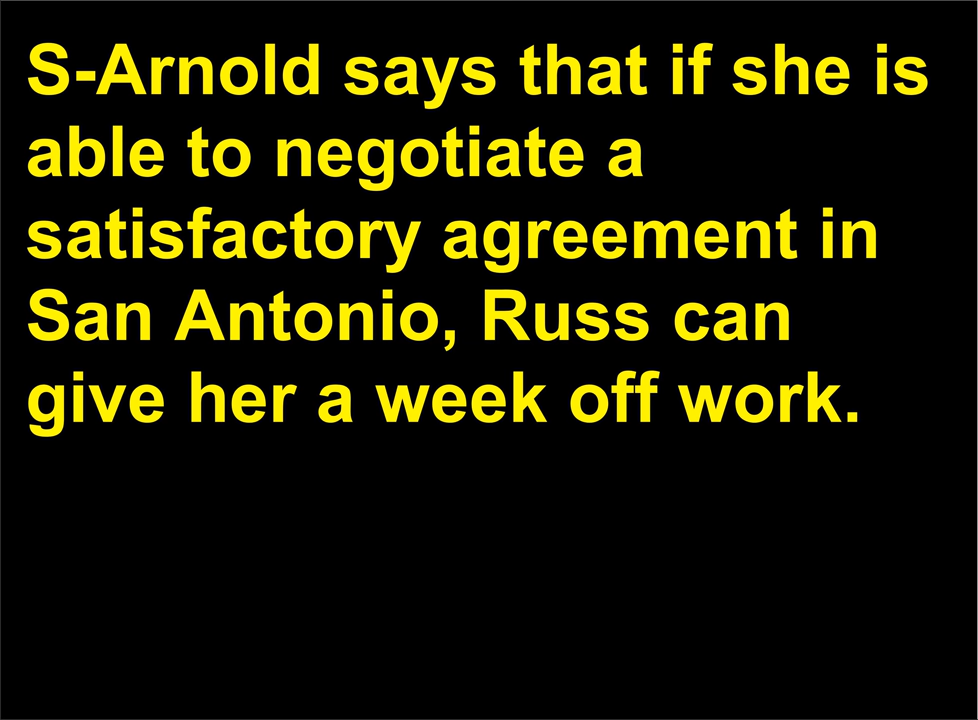 S-Arnold says that if she is
able to negotiate a
satisfactory agreement in
San Antonio, Russ can
give her a week off work.